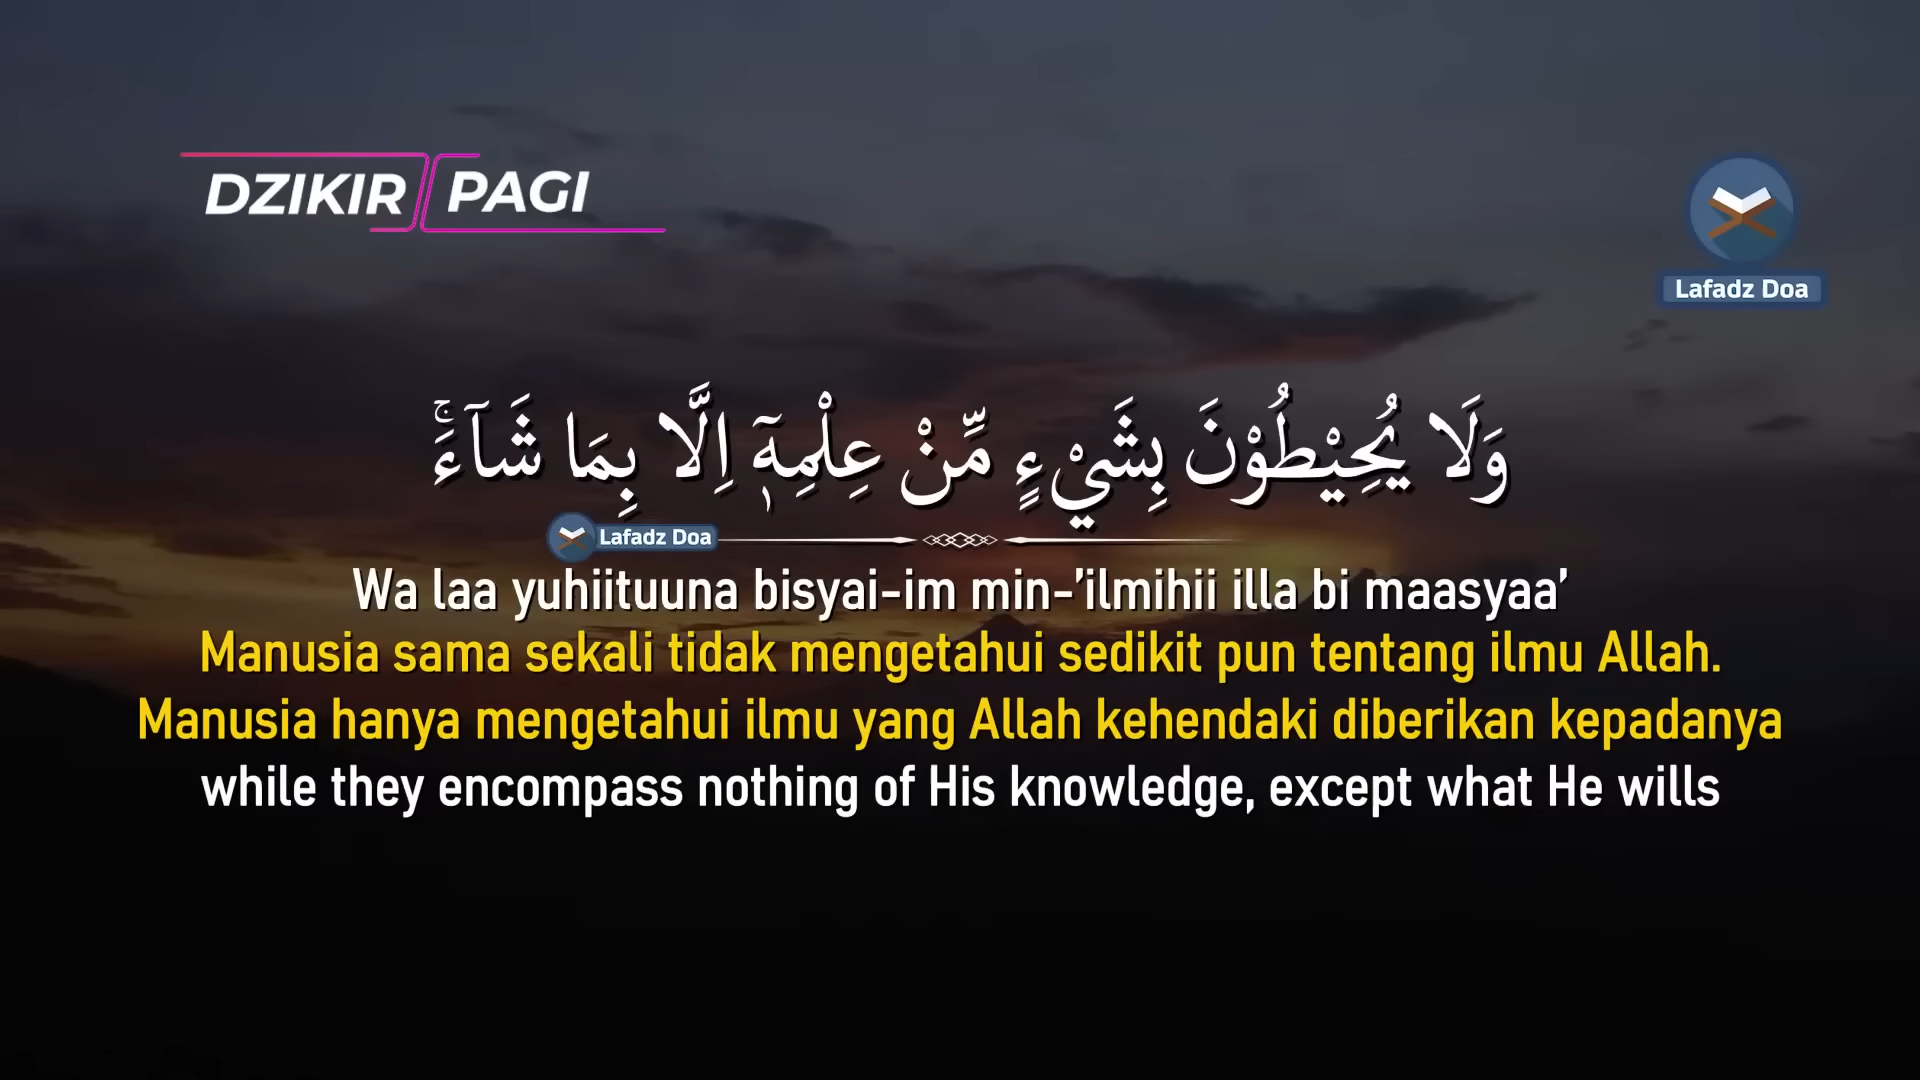 DZIKIR PAGI
Lafadz Doa
وَلَا يُحِيْطُوْنَ بِشَيْءٍ مِّنْ عِلْمِهٖٓ اِلَّا بِمَا شَاۤءَۚ
Lafadz Doa
Wa laa yuhiituuna bisyai-im min-’ilmihii illa bi maasyaa’
Manusia sama sekali tidak mengetahui sedikit pun tentang ilmu Allah.
Manusia hanya mengetahui ilmu yang Allah kehendaki diberikan kepadanya
while they encompass nothing of His knowledge, except what He wills